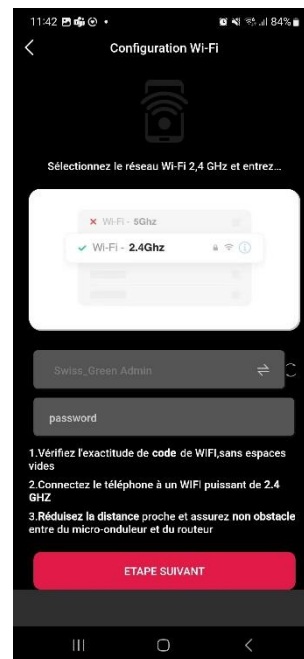 11:42 84%
Configuration Wi-Fi
Sélectionnez le réseau Wi-Fi 2,4 GHz et entrez...
Wi-Fi - 5Ghz
Wi-Fi - 2.4Ghz
Swiss_Green Admin
password
1.Vérifiez l'exactitude de code de WIFI,sans espaces
vides
2.Connectez le téléphone à un WIFI puissant de 2.4
GHZ
3.Réduisez la distance proche et assurez non obstacle
entre du micro-onduleur et du routeur
ETAPE SUIVANT